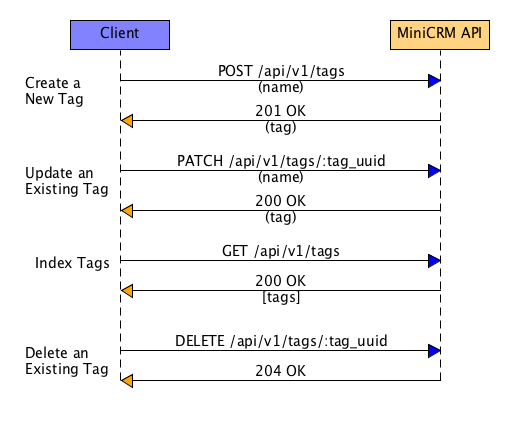 Client
MiniCRM API
Create a
New Tag
POST /api/v1/tags
(name)
201 OK
(tag)
Update an
Existing Tag
PATCH /api/v1/tags/:tag_uuid
(name)
200 OK
(tag)
Index Tags
GET /api/v1/tags
200 OK
[tags]
Delete an
Existing Tag
DELETE /api/v1/tags/:tag_uuid
204 OK